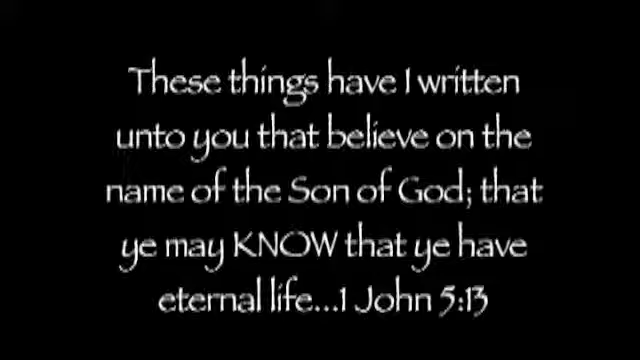 These things have I written
unto you that believe on the
name of the Son of God; that
ye may KNOW that ye have
eternal life...1 John 5:13